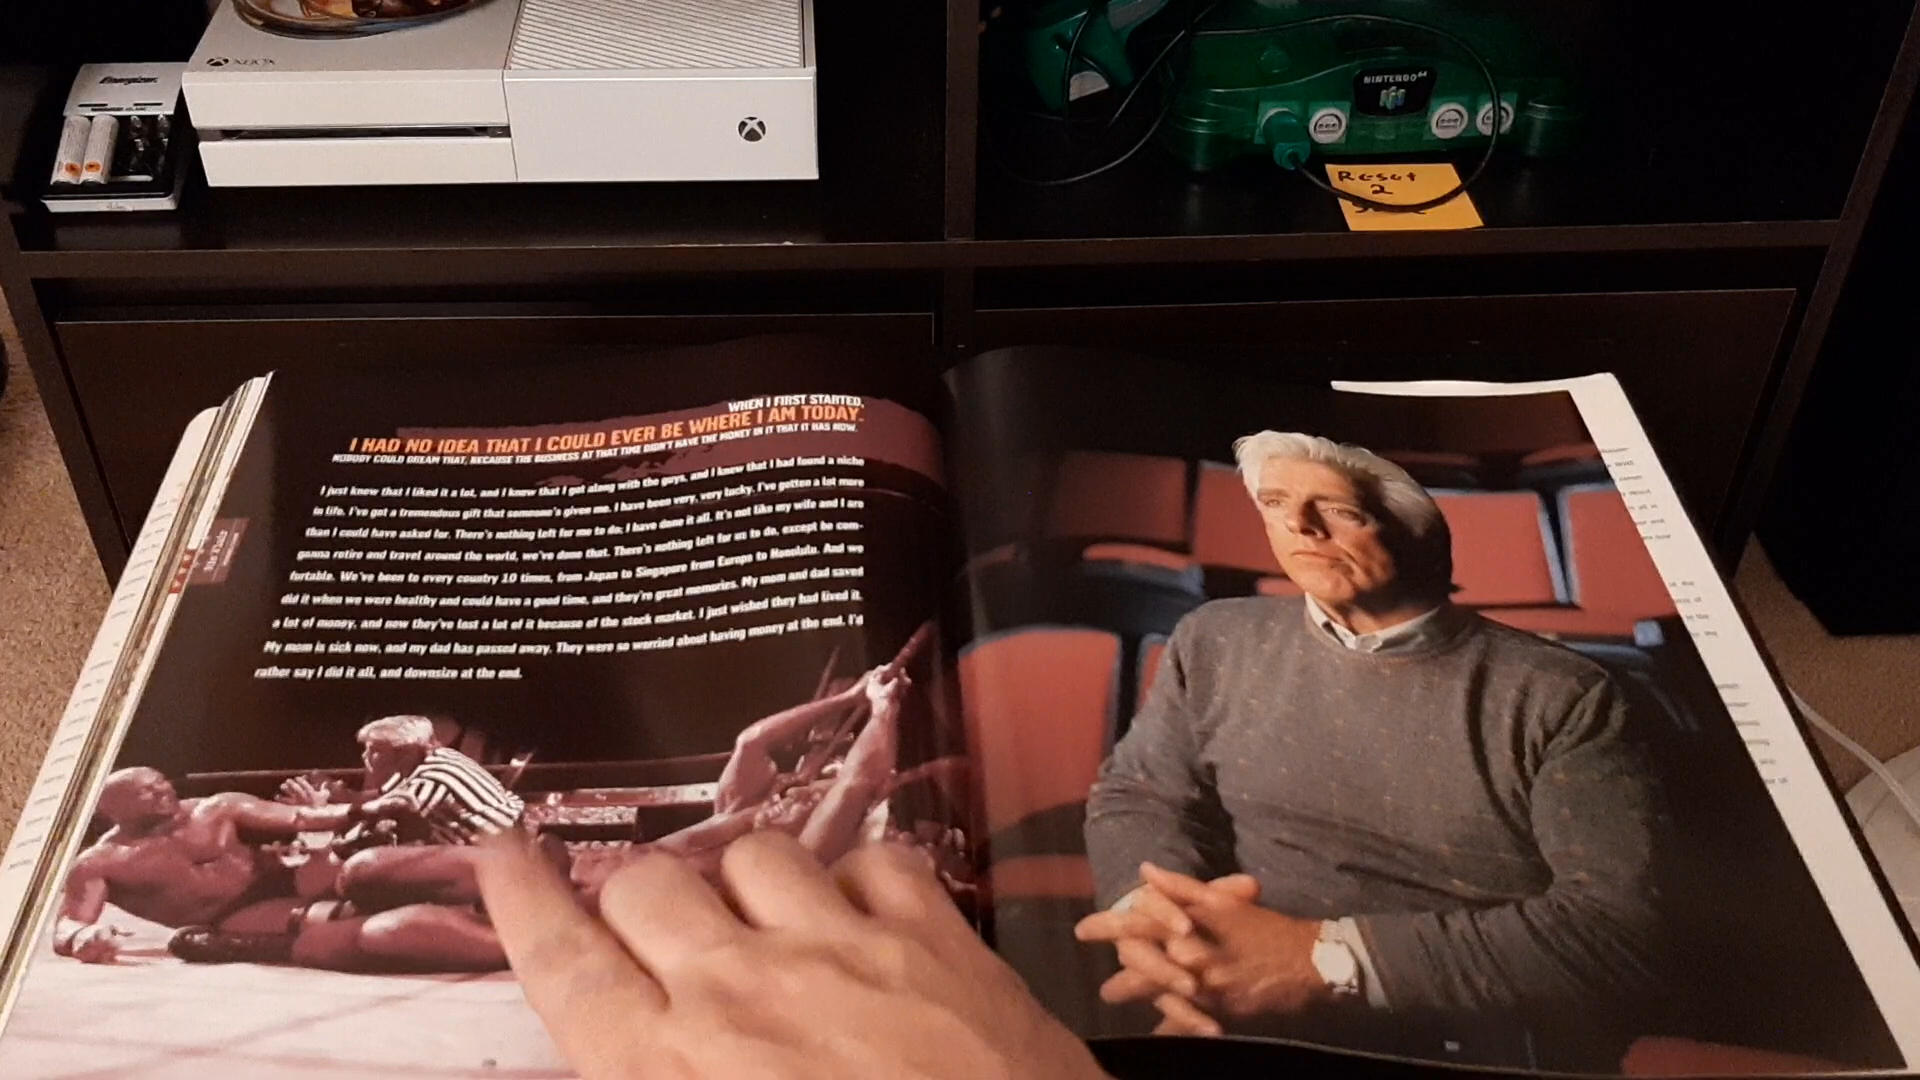 Energizer
XBOX
NINTENDO 64
Reset
2
WHEN I FIRST STARTED,
I HAD NO IDEA THAT I COULD EVER BE WHERE I AM TODAY.
NOBODY COULD DREAM THAT, BECAUSE THE BUSINESS AT THAT TIME DIDN'T HAVE THE MONEY IN IT THAT IT HAS NOW.
I just knew that I liked it a lot, and I knew that I got along with the guys, and I knew that I had found a niche
in life. I've got a tremendous gift that someone's given me. I have been very, very lucky. I've gotten a lot more
than I could have asked for. There's nothing left for me to do; I have done it all. It's not like my wife and I are
gonna retire and travel around the world, we've done that. There's nothing left for us to do, except be com-
fortable. We've been to every country 10 times, from Japan to Singapore from Europe to Honolulu. And we
did it when we were healthy and could have a good time, and they're great memories. My mom and dad saved
a lot of money, and now they've lost a lot of it because of the stock market. I just wished they had lived it.
My mom is sick now, and my dad has passed away. They were so worried about having money at the end. I'd
rather say I did it all, and downsize at the end.